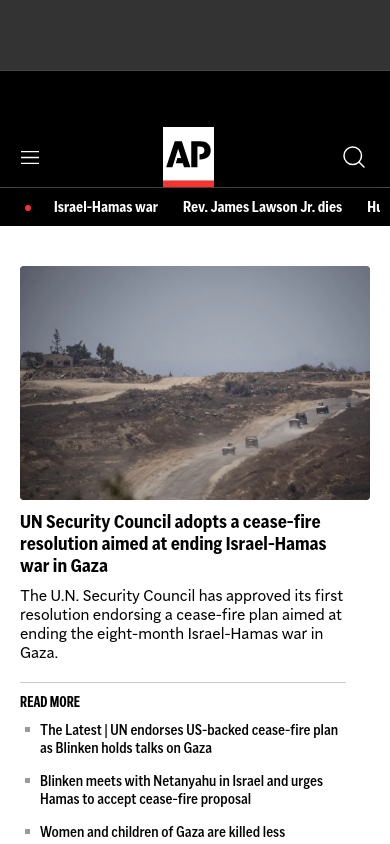 AP
Israel-Hamas war Rev. James Lawson Jr. dies Hu
UN Security Council adopts a cease-fire
resolution aimed at ending Israel-Hamas
war in Gaza
The U.N. Security Council has approved its first
resolution endorsing a cease-fire plan aimed at
ending the eight-month Israel-Hamas war in
Gaza.
READ MORE
The Latest | UN endorses US-backed cease-fire plan
as Blinken holds talks on Gaza
Blinken meets with Netanyahu in Israel and urges
Hamas to accept cease-fire proposal
Women and children of Gaza are killed less